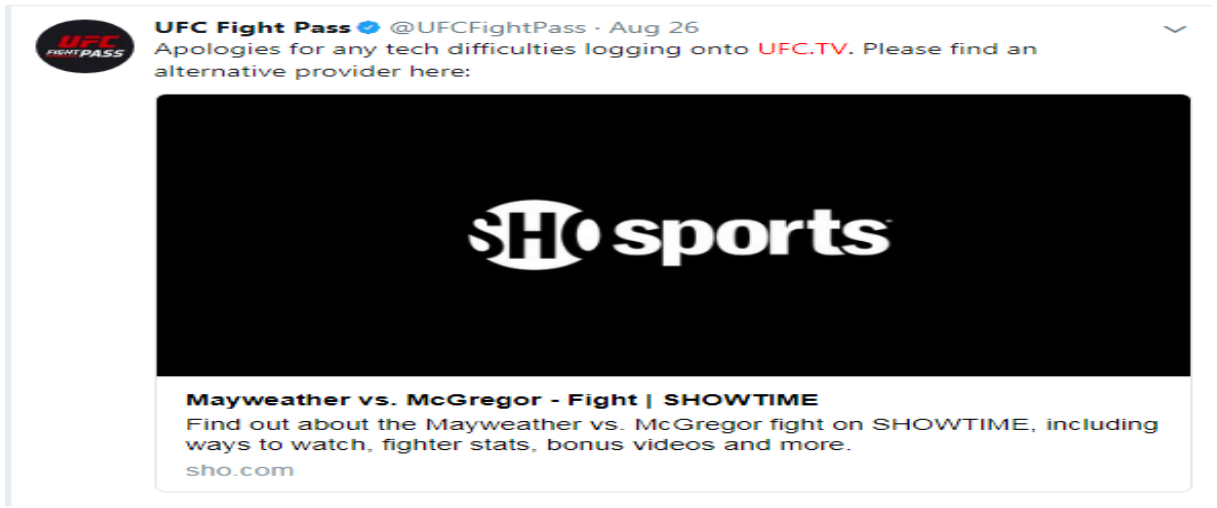 UFC
FIGHT PASS
UFC Fight Pass @UFCFightPass · Aug 26
Apologies for any tech difficulties logging onto UFC.TV. Please find an
alternative provider here:
SHO sports
Mayweather vs. McGregor - Fight | SHOWTIME
Find out about the Mayweather vs. McGregor fight on SHOWTIME, including
ways to watch, fighter stats, bonus videos and more.
sho.com